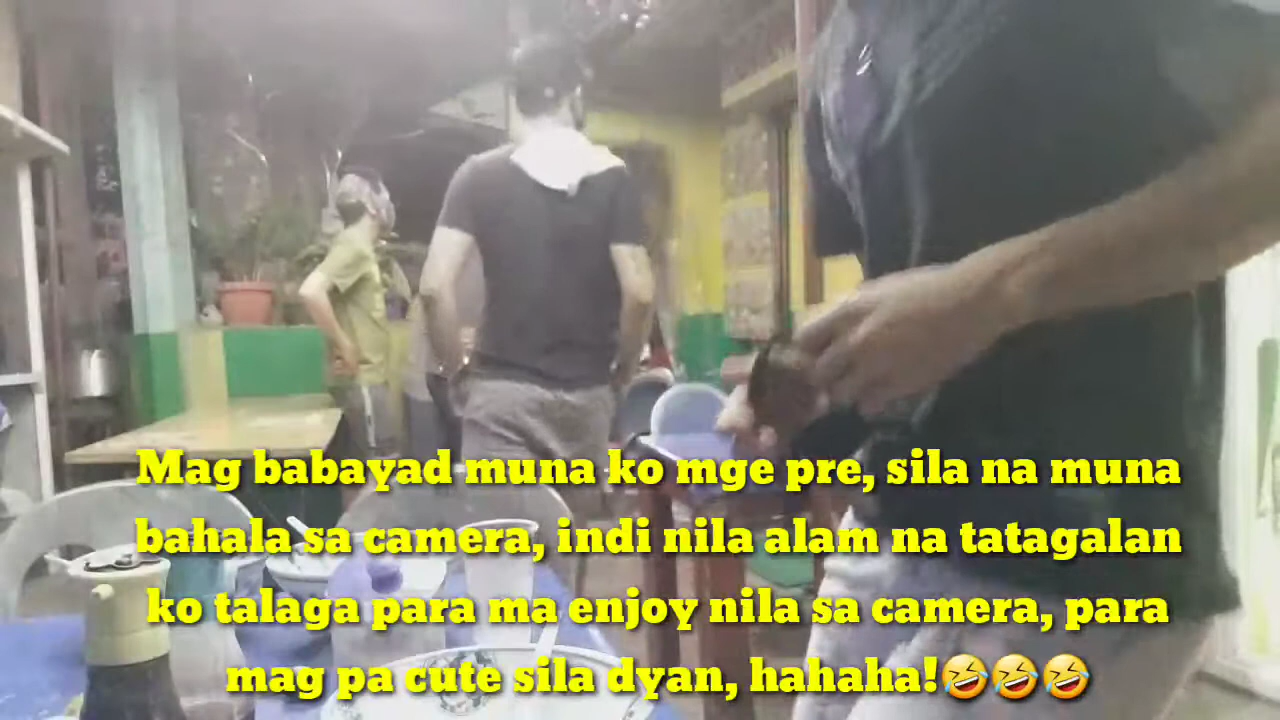 Mag babayad muna ko mge pre, sila na muna
bahala sa camera, indi nila alam na tatagalan
ko talaga para ma enjoy nila sa camera, para
mag pa cute sila dyan, hahaha!🤣🤣🤣